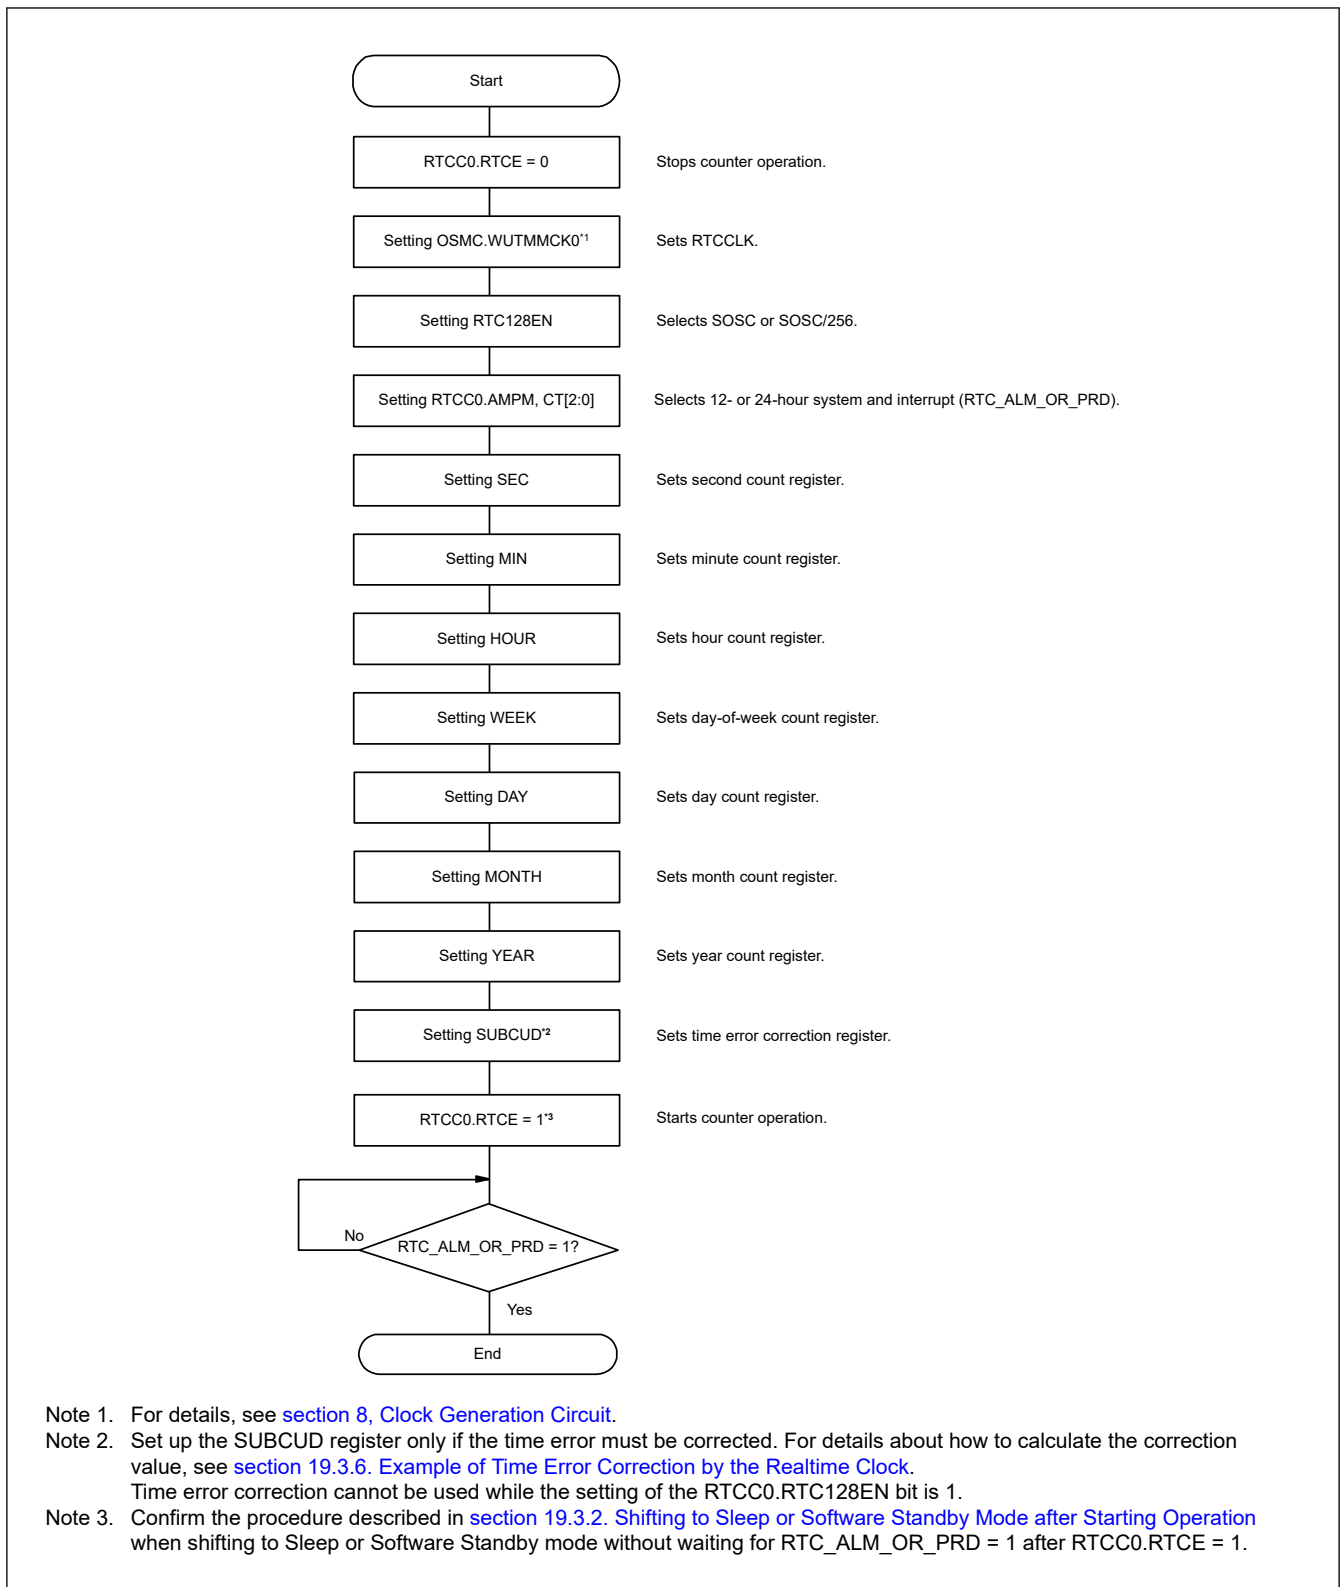 Start
RTCC0.RTCE = 0 Stops counter operation.
Setting OSMC.WUTMMCK0*1 Sets RTCCLK.
Setting RTC128EN Selects SOSC or SOSC/256.
Setting RTCC0.AMPM, CT[2:0] Selects 12- or 24-hour system and interrupt (RTC_ALM_OR_PRD).
Setting SEC Sets second count register.
Setting MIN Sets minute count register.
Setting HOUR Sets hour count register.
Setting WEEK Sets day-of-week count register.
Setting DAY Sets day count register.
Setting MONTH Sets month count register.
Setting YEAR Sets year count register.
Setting SUBCUD*2 Sets time error correction register.
RTCC0.RTCE = 1*3 Starts counter operation.
No
RTC_ALM_OR_PRD = 1?
Yes
End
Note 1. For details, see section 8, Clock Generation Circuit.
Note 2. Set up the SUBCUD register only if the time error must be corrected. For details about how to calculate the correction
value, see section 19.3.6. Example of Time Error Correction by the Realtime Clock.
Time error correction cannot be used while the setting of the RTCC0.RTC128EN bit is 1.
Note 3. Confirm the procedure described in section 19.3.2. Shifting to Sleep or Software Standby Mode after Starting Operation
when shifting to Sleep or Software Standby mode without waiting for RTC_ALM_OR_PRD = 1 after RTCC0.RTCE = 1.